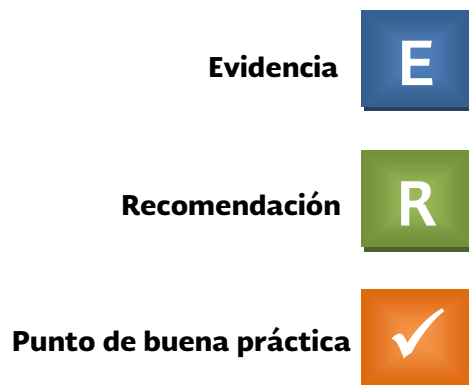 Evidencia E
Recomendación R
Punto de buena práctica ✓